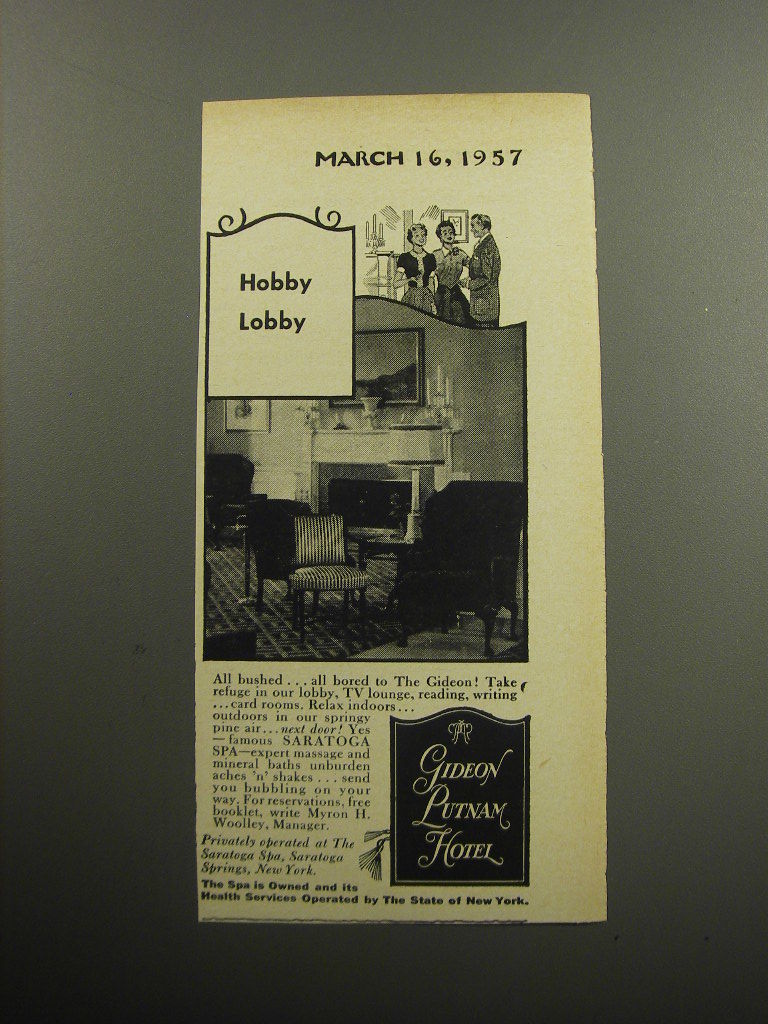 MARCH 16, 1957
Hobby
Lobby
All bushed...all bored to The Gideon! Take
refuge in our lobby, TV lounge, reading, writing
...card rooms. Relax indoors...
outdoors in our springy
pine air...next door! Yes
—famous SARATOGA
SPA—expert massage and
mineral baths unburden
aches 'n' shakes...send
you bubbling on your
way. For reservations, free
booklet, write Myron H.
Woolley, Manager.
Privately operated at The
Saratoga Spa, Saratoga
Springs, New York.
The Spa is Owned and its
Health Services Operated by The State of New York.
GIDEON
PUTNAM
HOTEL